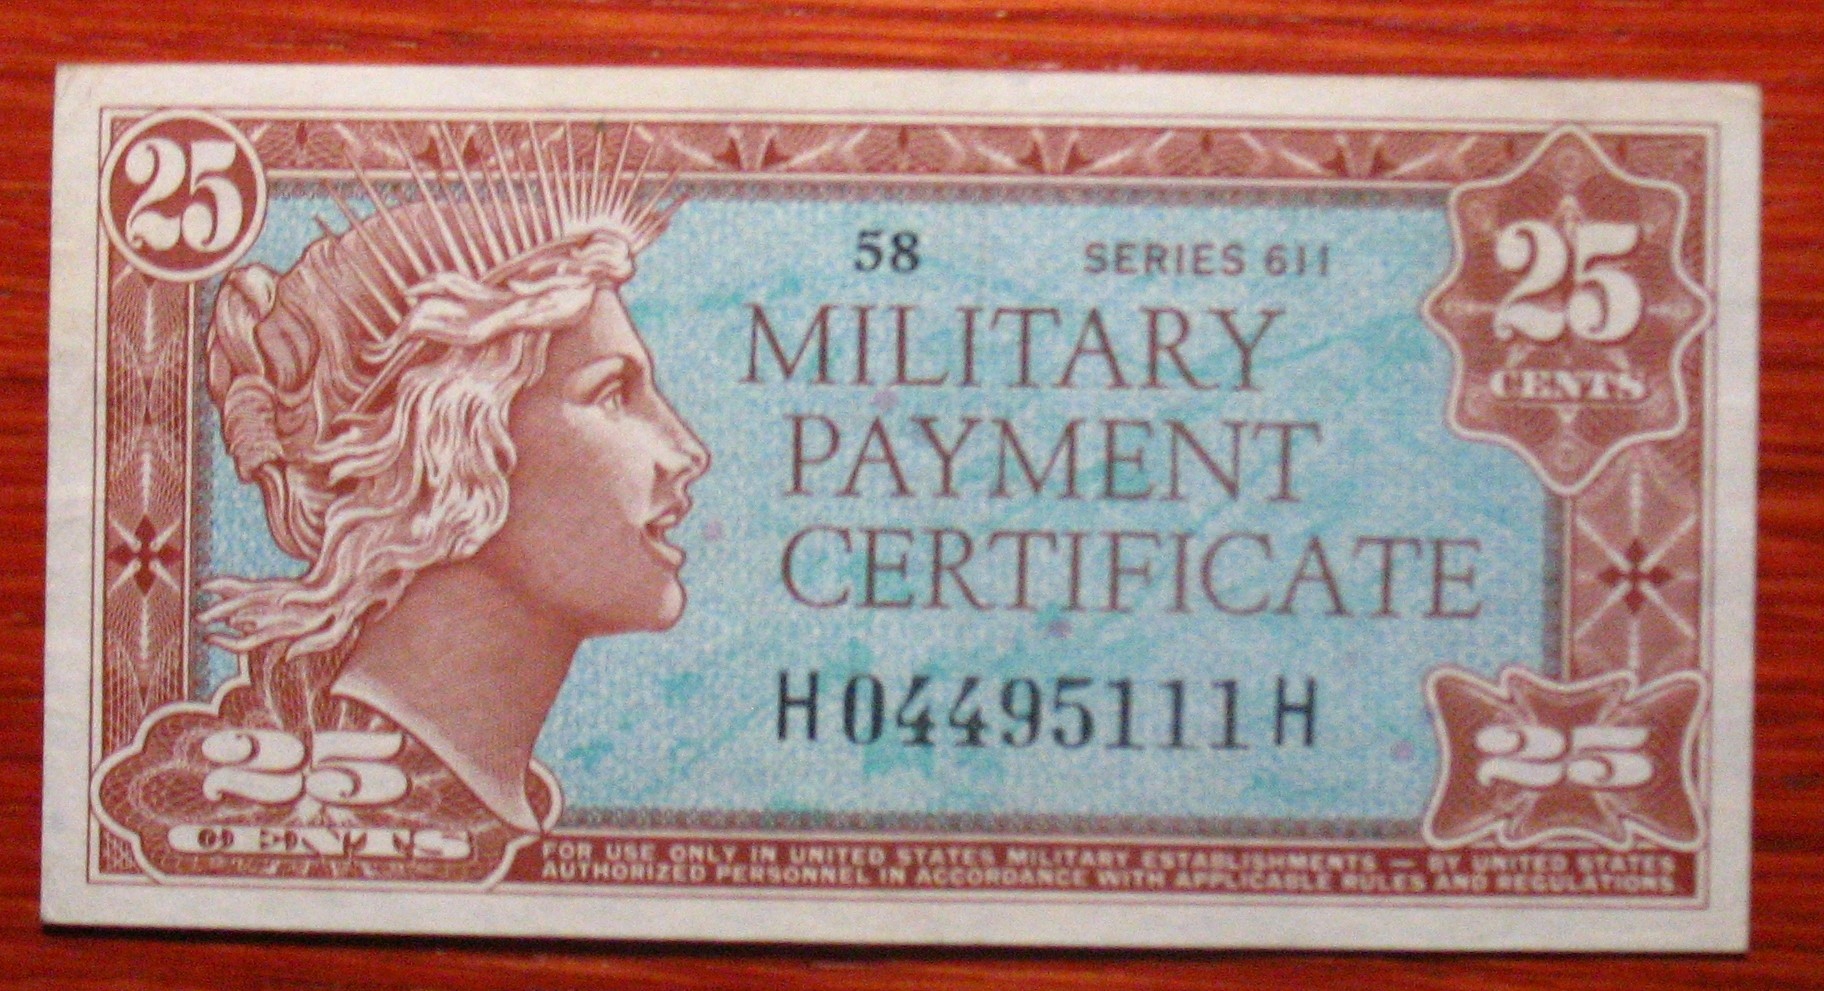 25
58 SERIES 611
25
CENTS
MILITARY
PAYMENT
CERTIFICATE
H04495111H
25
CENTS
25
FOR USE ONLY IN UNITED STATES MILITARY ESTABLISHMENTS — BY UNITED STATES
AUTHORIZED PERSONNEL IN ACCORDANCE WITH APPLICABLE RULES AND REGULATIONS.